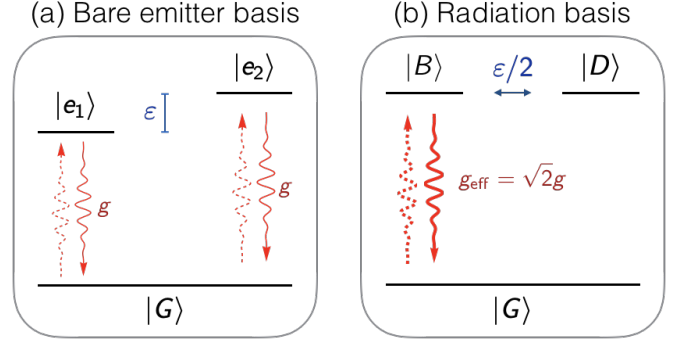 (a) Bare emitter basis
|e₂⟩
|e₁⟩
ε
g
g
|G⟩
(b) Radiation basis
|B⟩
ε/2
|D⟩
g_eff = √2g
|G⟩